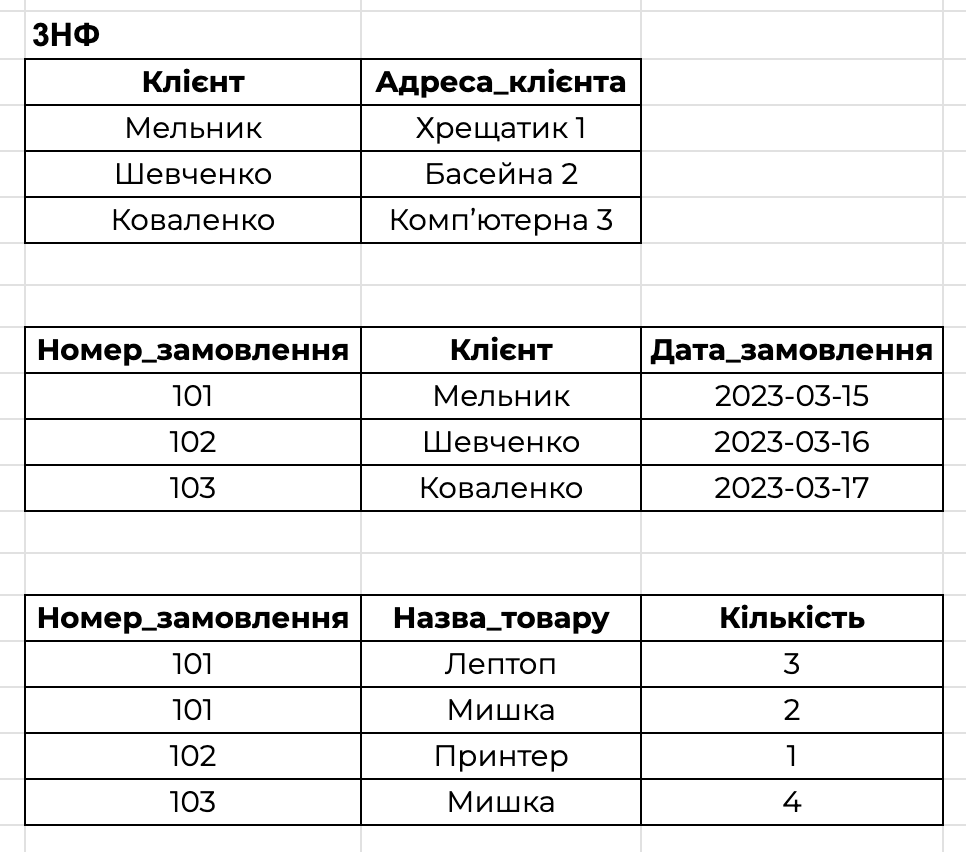 3НФ
Клієнт Адреса_клієнта
Мельник Хрещатик 1
Шевченко Басейна 2
Коваленко Комп’ютерна 3
Номер_замовлення Клієнт Дата_замовлення
101 Мельник 2023-03-15
102 Шевченко 2023-03-16
103 Коваленко 2023-03-17
Номер_замовлення Назва_товару Кількість
101 Лептоп 3
101 Мишка 2
102 Принтер 1
103 Мишка 4